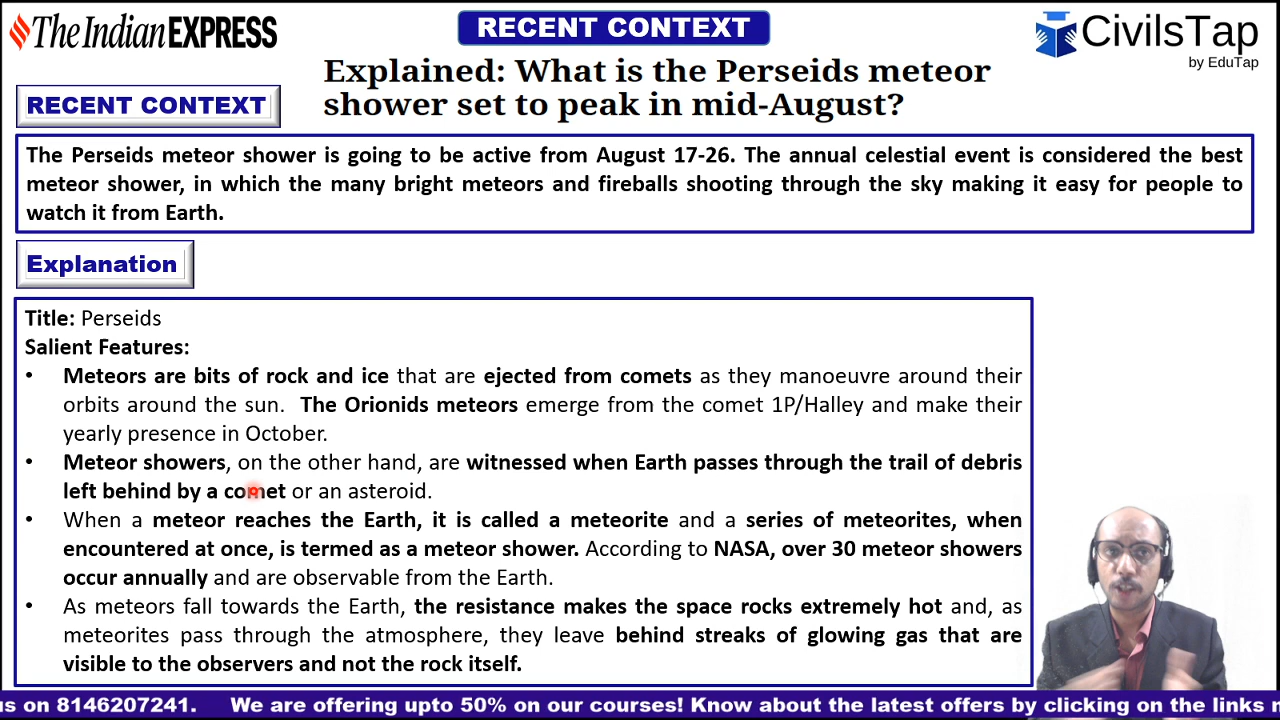 The Indian EXPRESS
RECENT CONTEXT
CivilsTap
by EduTap
Explained: What is the Perseids meteor
shower set to peak in mid-August?
RECENT CONTEXT
The Perseids meteor shower is going to be active from August 17-26. The annual celestial event is considered the best
meteor shower, in which the many bright meteors and fireballs shooting through the sky making it easy for people to
watch it from Earth.
Explanation
Title: Perseids
Salient Features:
• Meteors are bits of rock and ice that are ejected from comets as they manoeuvre around their
orbits around the sun. The Orionids meteors emerge from the comet 1P/Halley and make their
yearly presence in October.
• Meteor showers, on the other hand, are witnessed when Earth passes through the trail of debris
left behind by a comet or an asteroid.
• When a meteor reaches the Earth, it is called a meteorite and a series of meteorites, when
encountered at once, is termed as a meteor shower. According to NASA, over 30 meteor showers
occur annually and are observable from the Earth.
• As meteors fall towards the Earth, the resistance makes the space rocks extremely hot and, as
meteorites pass through the atmosphere, they leave behind streaks of glowing gas that are
visible to the observers and not the rock itself.
us on 8146207241. We are offering upto 50% on our courses! Know about the latest offers by clicking on the links